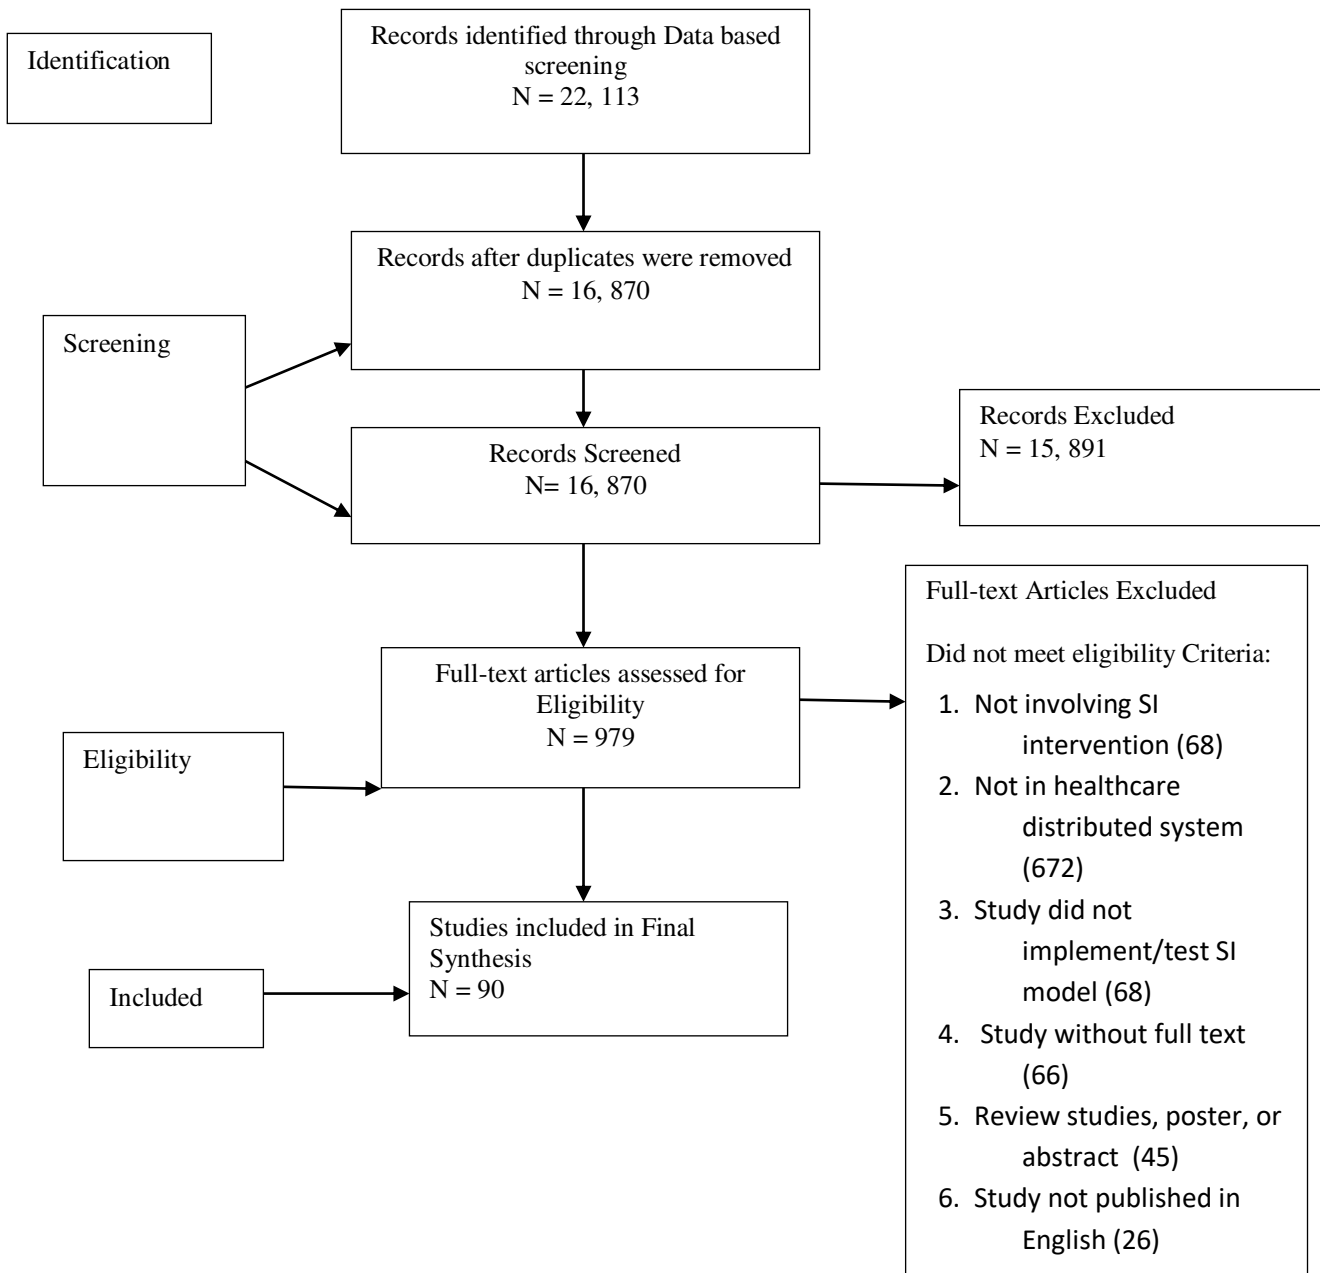 Identification
Records identified through Data based
screening
N = 22, 113
Records after duplicates were removed
N = 16, 870
Screening
Records Screened
N= 16, 870
Records Excluded
N = 15, 891
Full-text articles assessed for
Eligibility
N = 979
Eligibility
Full-text Articles Excluded
Did not meet eligibility Criteria:
1. Not involving SI
intervention (68)
2. Not in healthcare
distributed system
(672)
3. Study did not
implement/test SI
model (68)
4. Study without full text
(66)
5. Review studies, poster, or
abstract (45)
6. Study not published in
English (26)
Studies included in Final
Synthesis
N = 90
Included